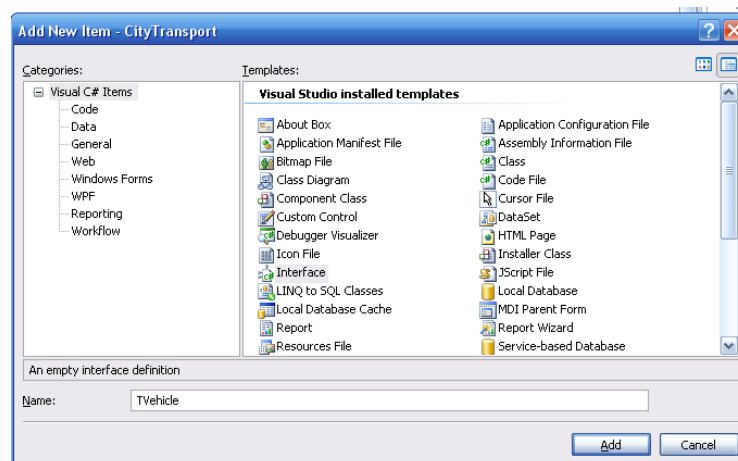 Add New Item - CityTransport
Categories:
Templates:
Visual C# Items
Code
Data
General
Web
Windows Forms
WPF
Reporting
Workflow
Visual Studio installed templates
About Box
Application Configuration File
Application Manifest File
Assembly Information File
Bitmap File
Class
Class Diagram
Code File
Component Class
Cursor File
Custom Control
DataSet
Debugger Visualizer
HTML Page
Icon File
Installer Class
Interface
JScript File
LINQ to SQL Classes
Local Database
Local Database Cache
MDI Parent Form
Report
Report Wizard
Resources File
Service-based Database
An empty interface definition
Name: TVehicle
Add Cancel